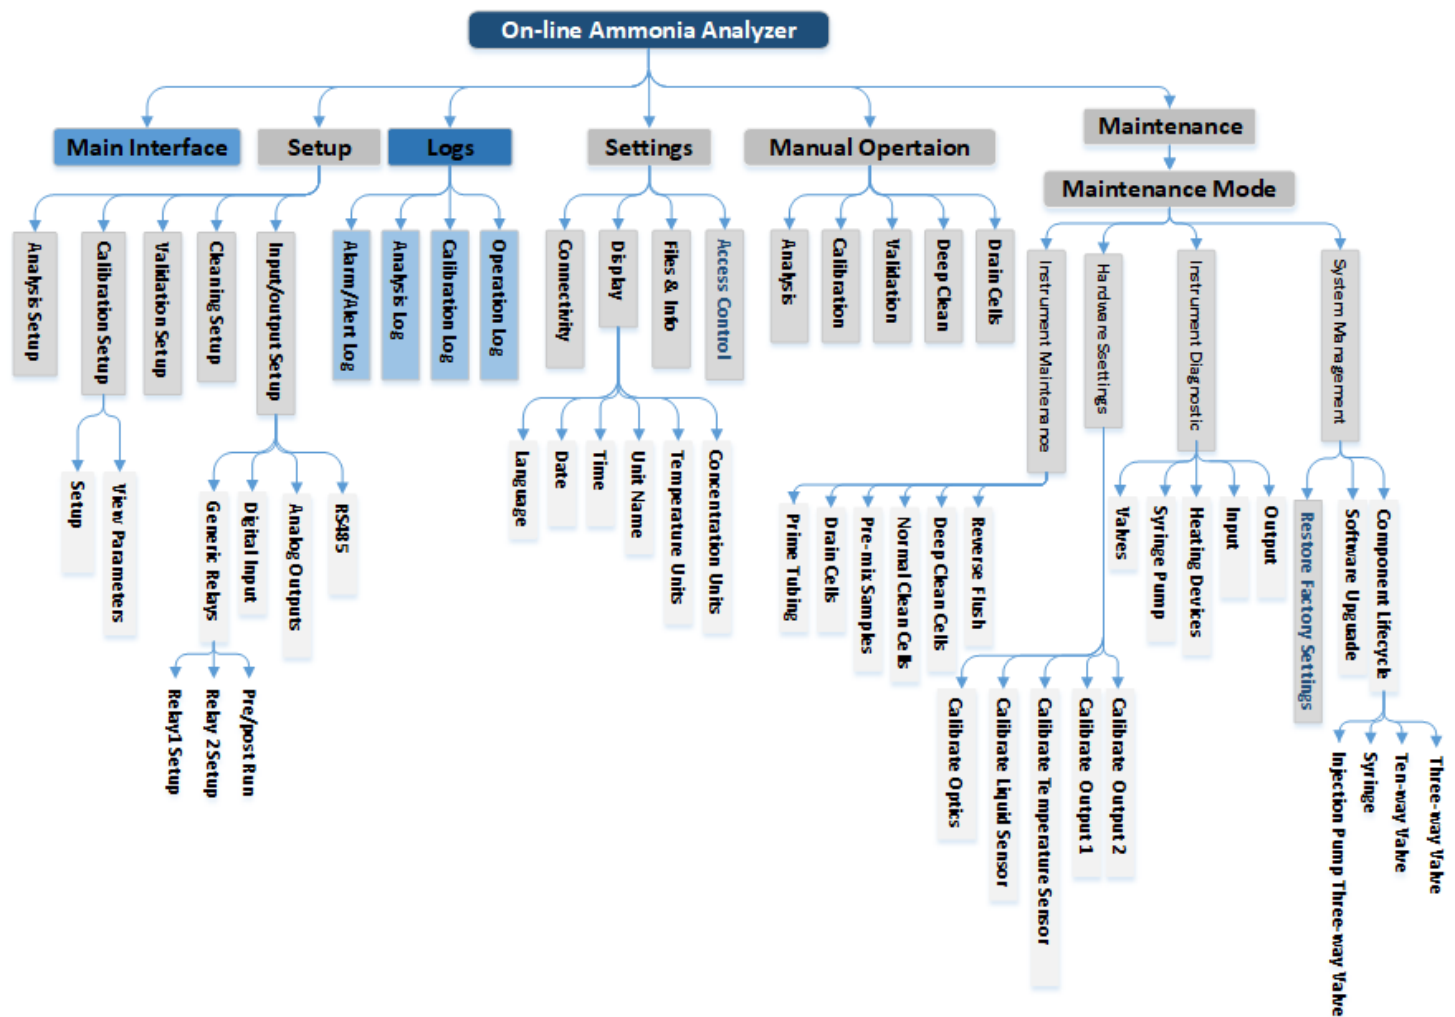 On-line Ammonia Analyzer
Main Interface
Setup
Logs
Settings
Manual Opertaion
Maintenance
Maintenance Mode
Analysis Setup
Calibration Setup
Validation Setup
Cleaning Setup
Input/output Setup
Alarm/Alert Log
Analysis Log
Calibration Log
Operation Log
Connectivity
Display
Files & Info
Access Control
Analysis
Calibration
Validation
Deep Clean
Drain Cells
Instrument Maintenance
Hardware Ssettings
Instrument Diagnostic
System Management
Setup
View Parameters
Generic Relays
Digital Input
Analog Outputs
RS485
Language
Date
Time
Unit Name
Temperature Units
Concentration Units
Prime Tubing
Drain Cells
Pre-mix Samples
Normal Clean Cells
Deep Clean Cells
Reverse Flush
Valves
Syringe Pump
Heating Devices
Input
Output
Restore Factory Settings
Software Upguade
Component Lifecycle
Relay1 Setup
Relay 2 Setup
Pre/post Run
Calibrate Optics
Calibrate Liquid Sensor
Calibrate Temperature Sensor
Calibrate Output 1
Calibrate Output 2
Injection Pump Three-way Valve
Syringe
Ten-way Valve
Three-way Valve